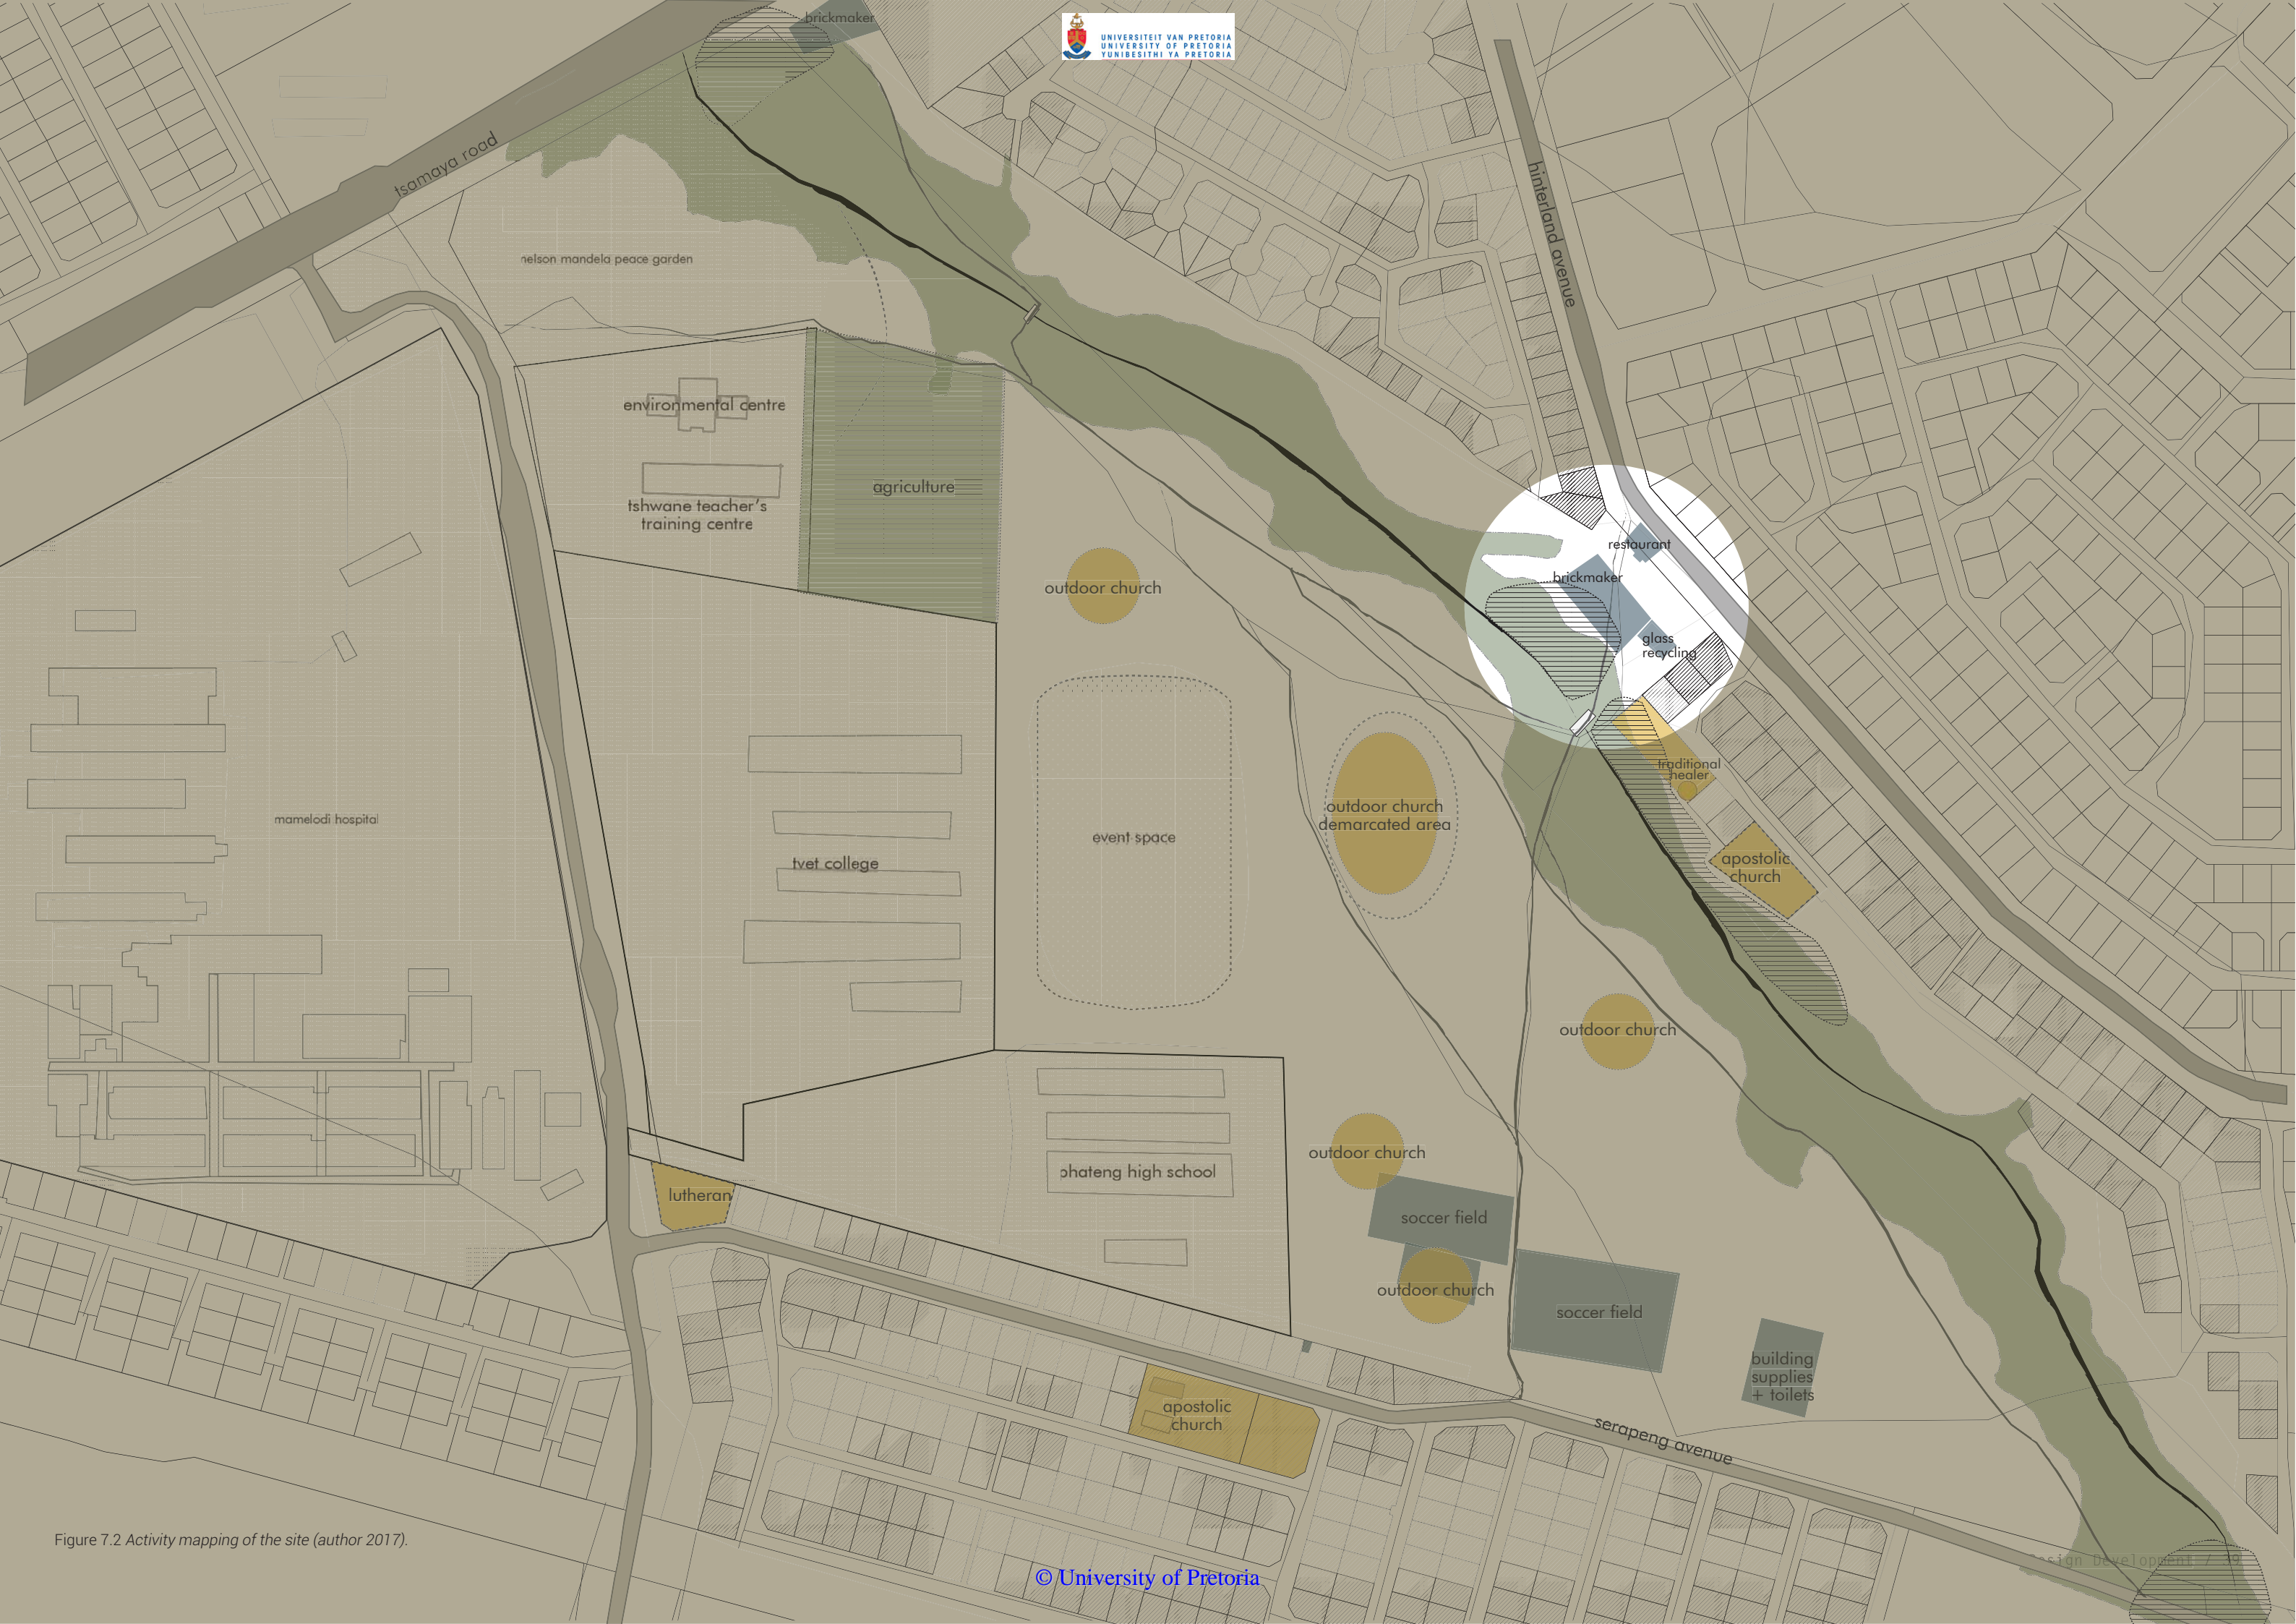 brickmaker
UNIVERSITEIT VAN PRETORIA
UNIVERSITY OF PRETORIA
YUNIBESITHI YA PRETORIA
tsamaya road
hinterland avenue
nelson mandela peace garden
environmental centre
agriculture
tshwane teacher's
training centre
restaurant
brickmaker
outdoor church
glass
recycling
traditional
healer
outdoor church
demarcated area
mamelodi hospital
event space
tvet college
apostolic
church
outdoor church
outdoor church
phateng high school
lutheran
soccer field
outdoor church
soccer field
building
supplies
+ toilets
apostolic
church
serapeng avenue
Figure 7.2 Activity mapping of the site (author 2017).
Design Development / 39
© University of Pretoria